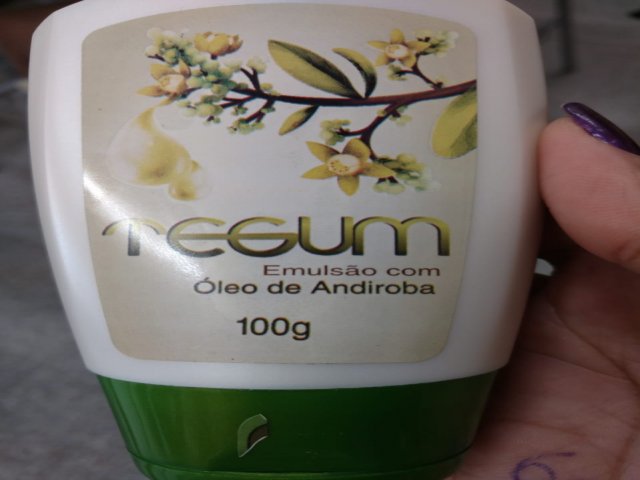 TEGUM
Emulsão com
Óleo de Andiroba
100g